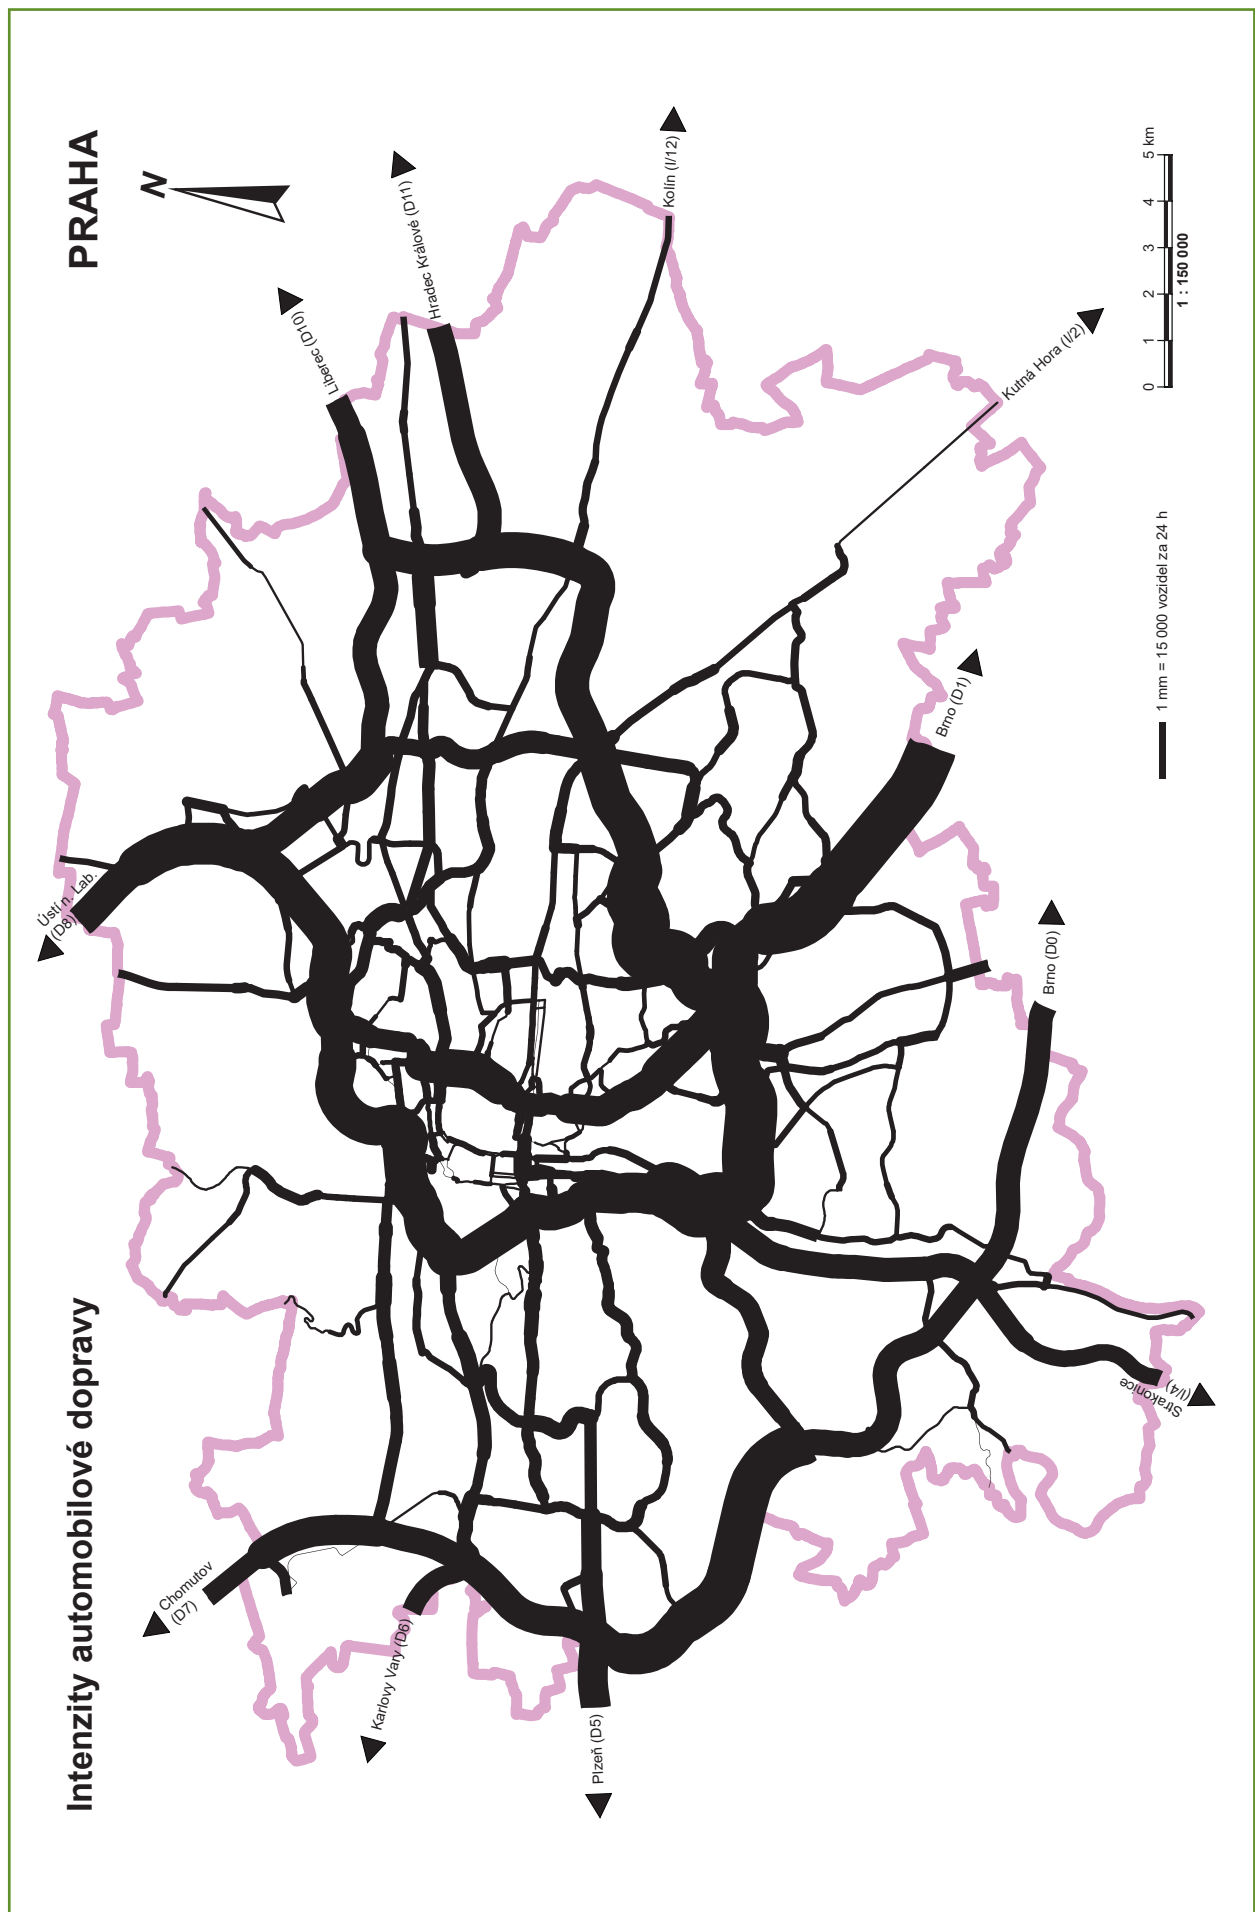 Intenzity automobilové dopravy
PRAHA
N
Chomutov
(D7)
Karlovy Vary (D6)
Plzeň (D5)
Ústí n. Lab.
(D8)
Liberec (D10)
Hradec Králové (D11)
Kolín (I/12)
Kutná Hora (I/2)
Brno (D1)
Brno (D0)
Strakonice
(I/4)
1 mm = 15 000 vozidel za 24 h
0 1 2 3 4 5 km
1 : 150 000